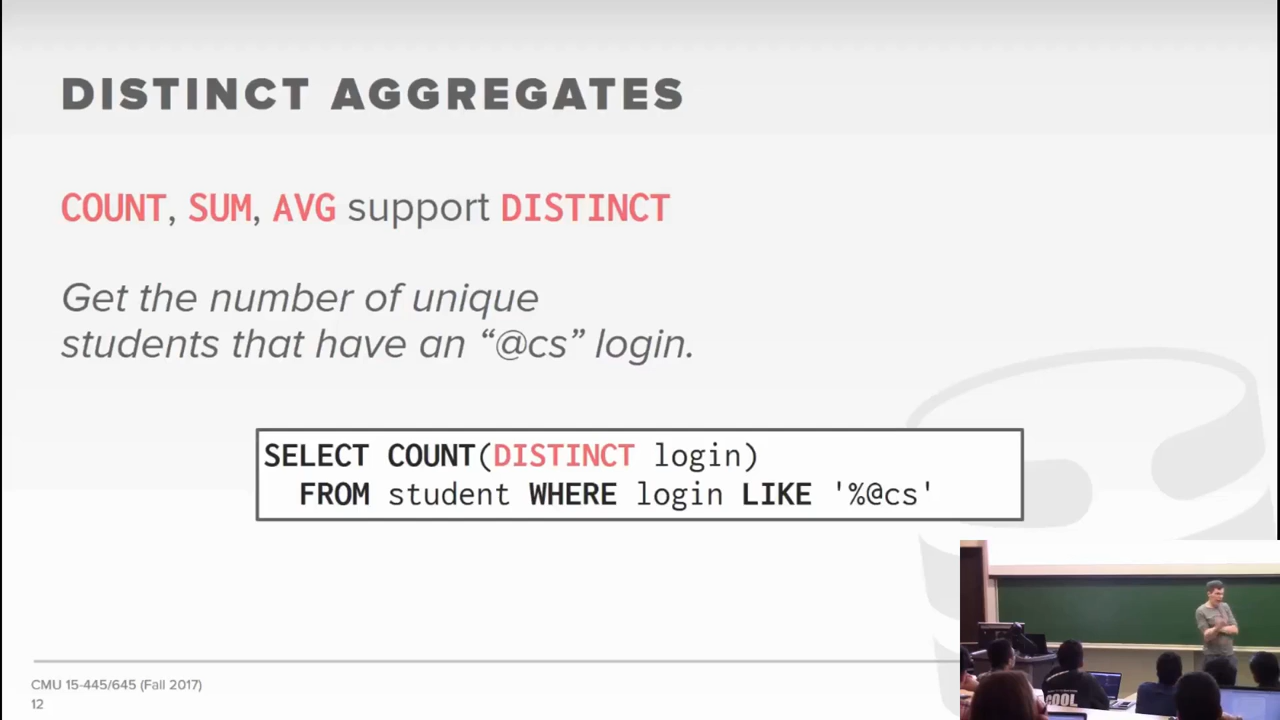 DISTINCT AGGREGATES
COUNT, SUM, AVG support DISTINCT
Get the number of unique
students that have an “@cs” login.
SELECT COUNT(DISTINCT login)
FROM student WHERE login LIKE '%@cs'
CMU 15-445/645 (Fall 2017)
12
COOL